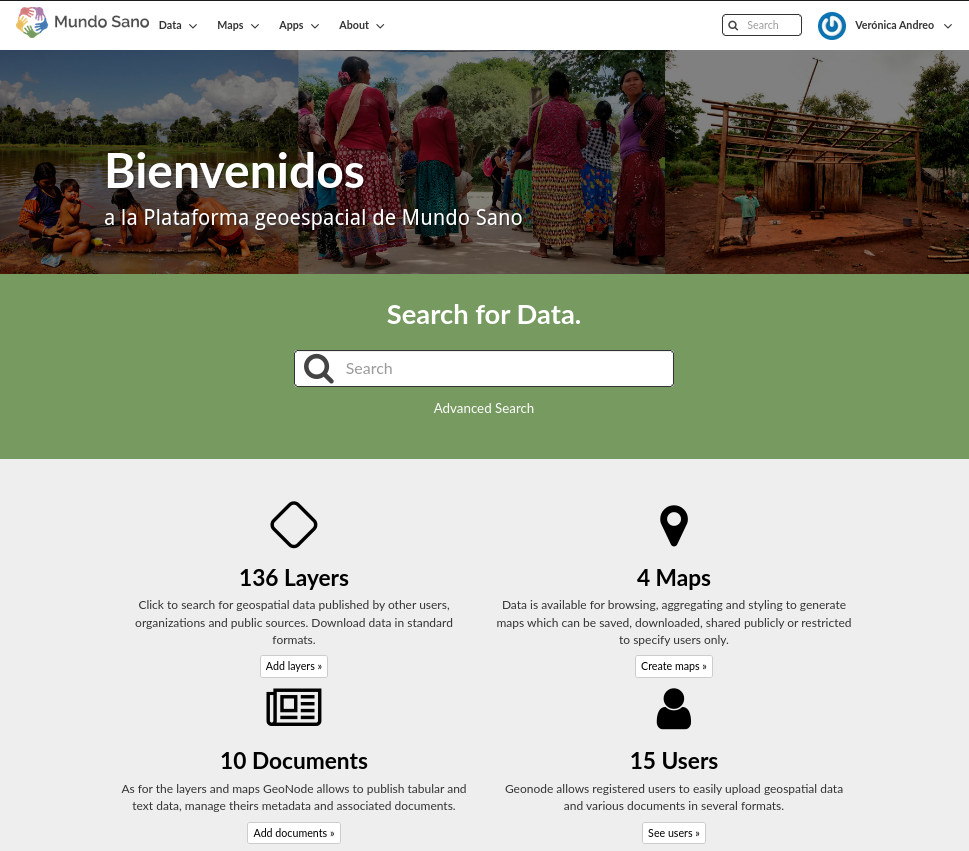 Mundo Sano
Data
Maps
Apps
About
Search
Verónica Andreo
Bienvenidos
a la Plataforma geoespacial de Mundo Sano
Search for Data.
Search
Advanced Search
136 Layers
Click to search for geospatial data published by other users,
organizations and public sources. Download data in standard
formats.
Add layers »
4 Maps
Data is available for browsing, aggregating and styling to generate
maps which can be saved, downloaded, shared publicly or restricted
to specify users only.
Create maps »
10 Documents
As for the layers and maps GeoNode allows to publish tabular and
text data, manage theirs metadata and associated documents.
Add documents »
15 Users
Geonode allows registered users to easily upload geospatial data
and various documents in several formats.
See users »